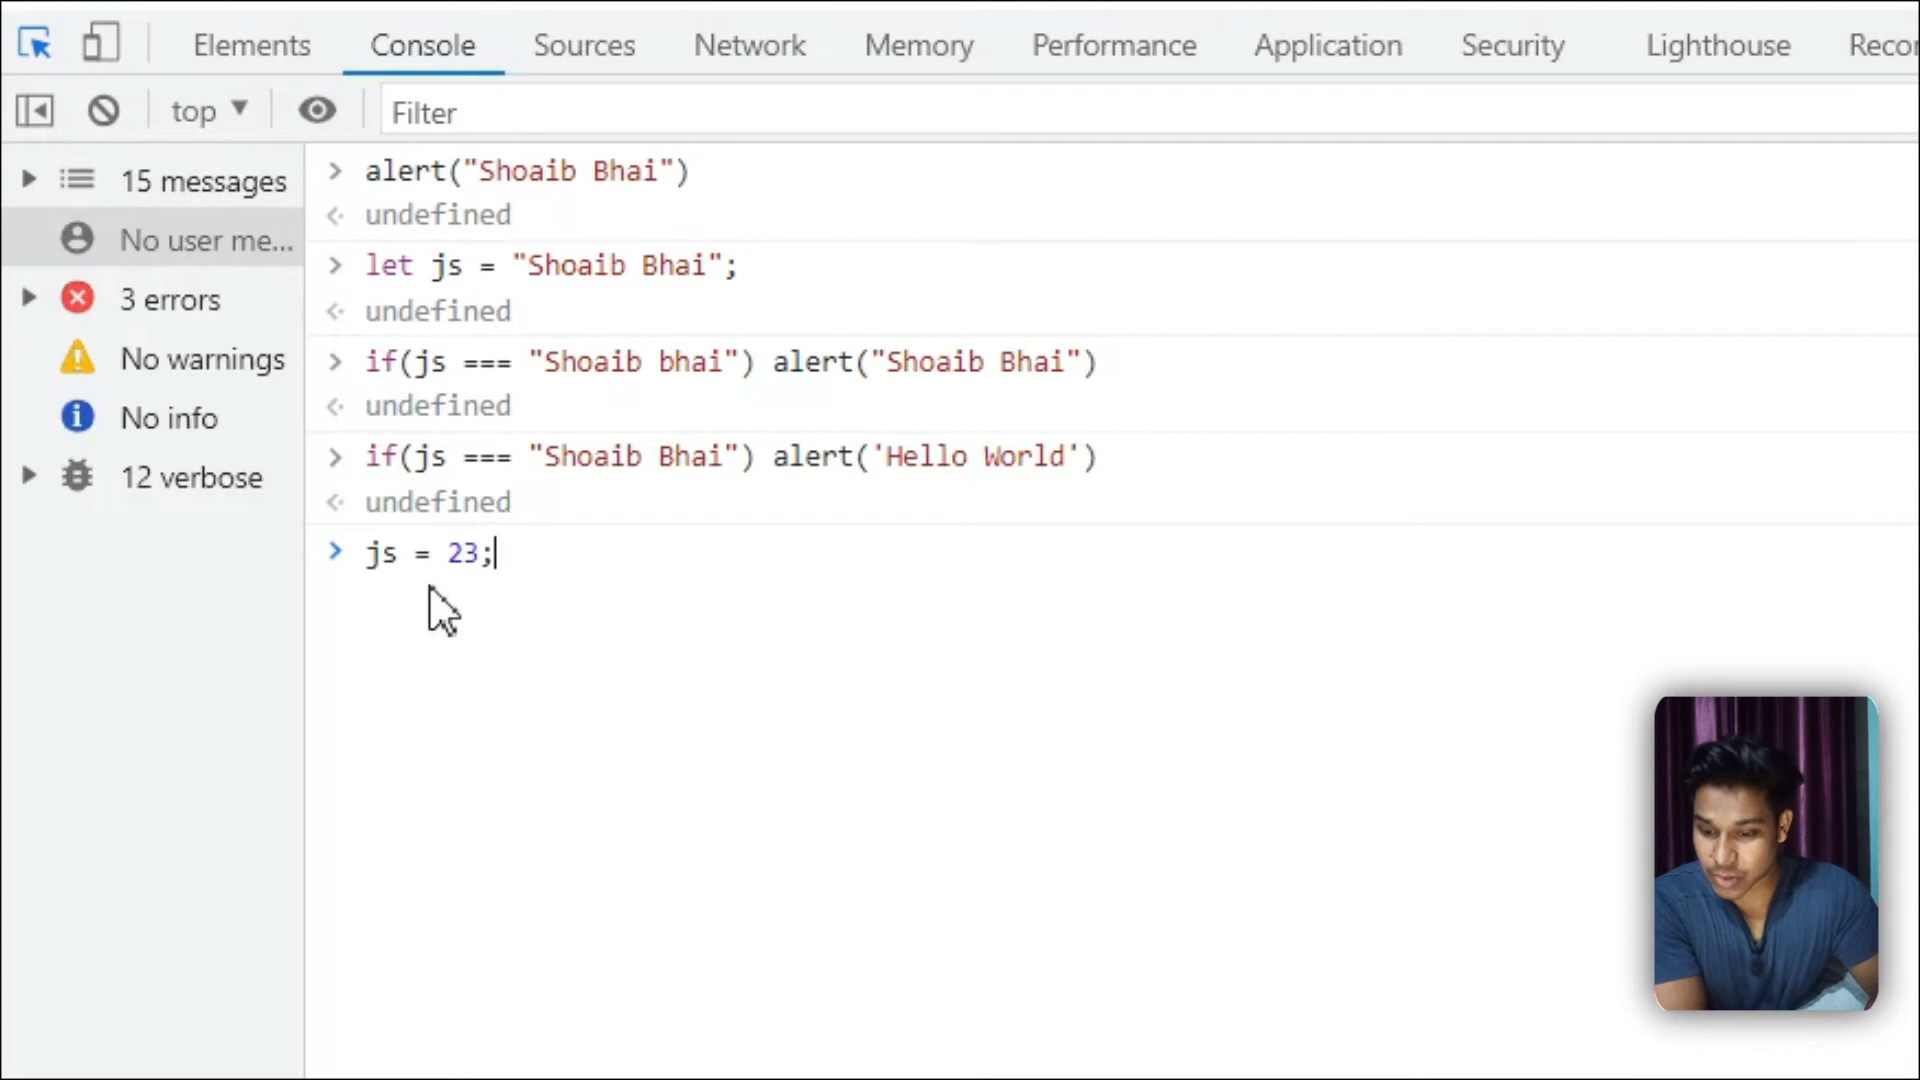 Elements Console Sources Network Memory Performance Application Security Lighthouse Recor
top Filter
15 messages
No user me...
3 errors
No warnings
No info
12 verbose
> alert("Shoaib Bhai")
undefined
> let js = "Shoaib Bhai";
undefined
> if(js === "Shoaib bhai") alert("Shoaib Bhai")
undefined
> if(js === "Shoaib Bhai") alert('Hello World')
undefined
> js = 23;